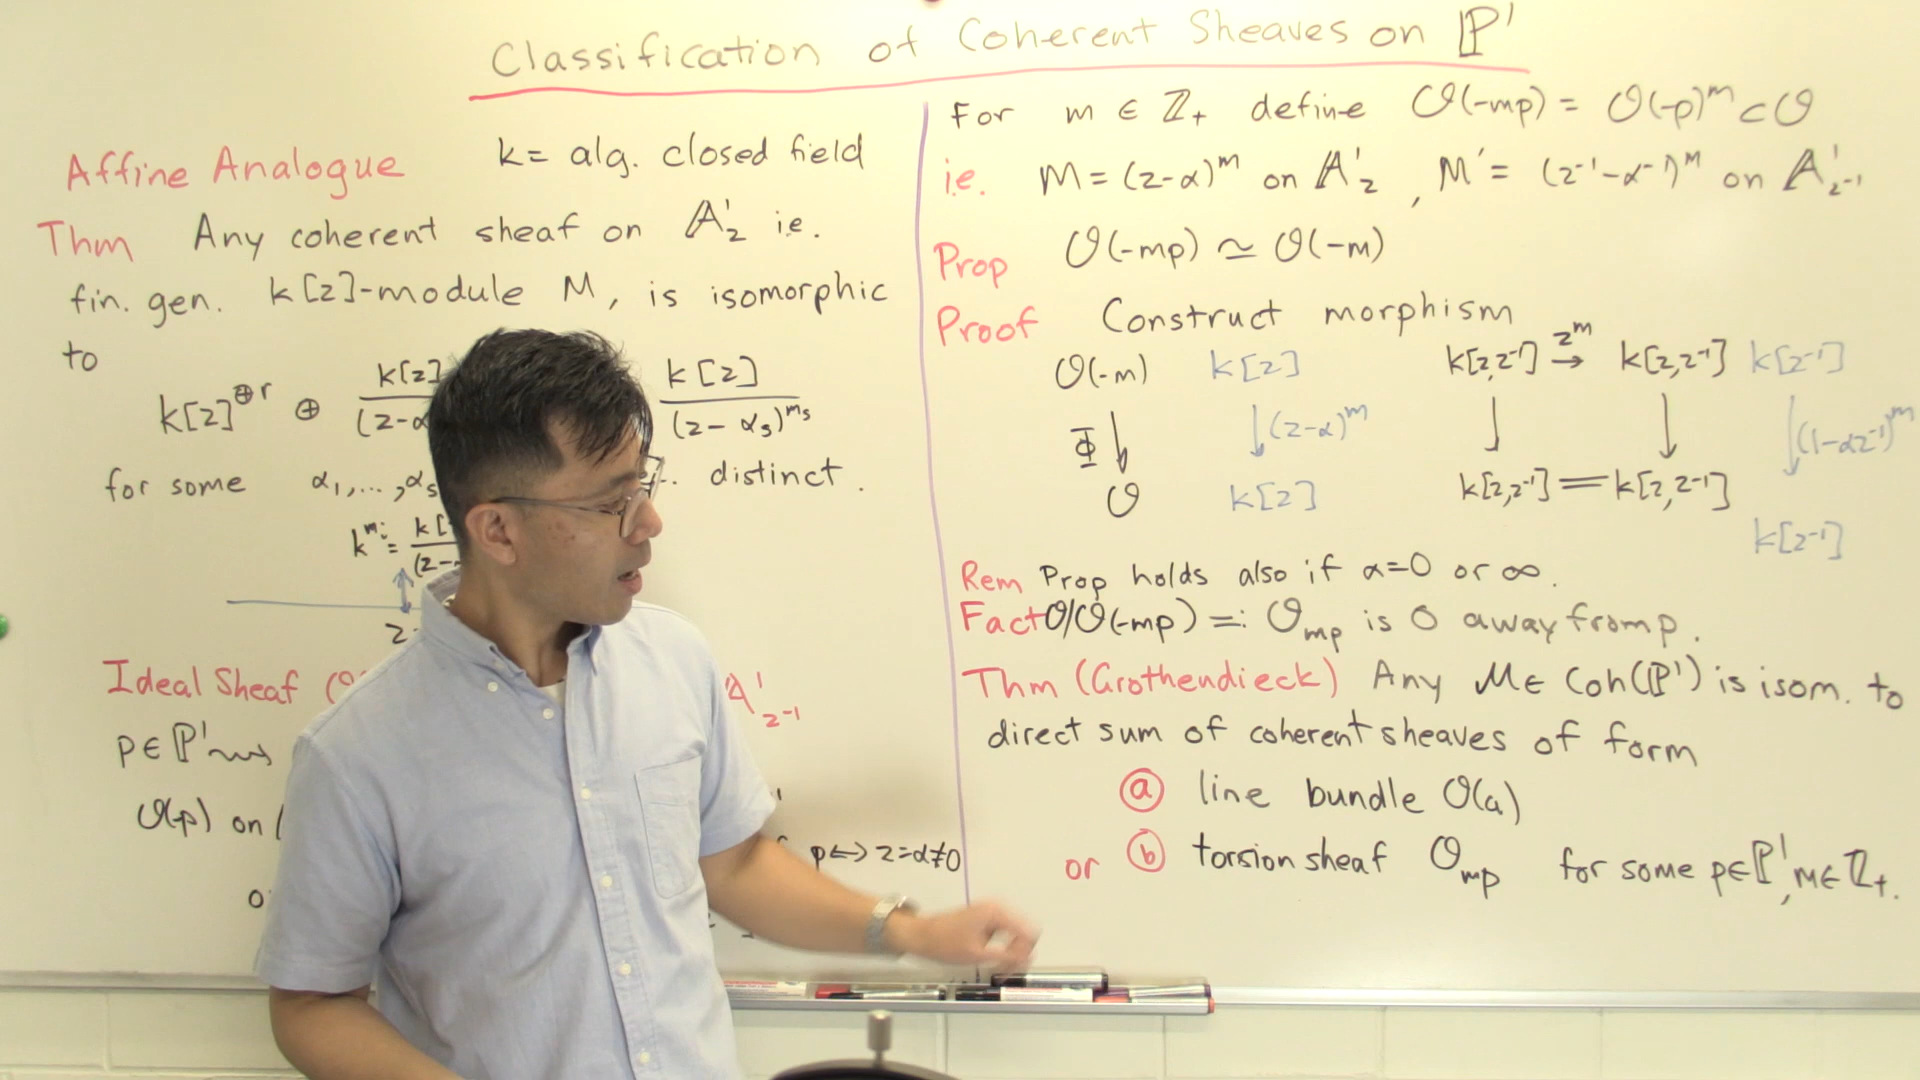 Classification of Coherent Sheaves on ℙ¹
Affine Analogue k = alg. closed field
Thm Any coherent sheaf on 𝔸¹_z i.e.
fin. gen. k[z]-module M, is isomorphic
to
k[z]^{⊕r} ⊕ k[z] / (z-α k[z] / (z-α_s)^{m_s}
for some α₁,...,α_s distinct.
k^{m_i} = k[ / (z-
z
Ideal Sheaf 𝔸¹_{z⁻¹}
p∈ℙ¹ ⇝
𝒪(-p) on
p↔z=α≠0
For m ∈ ℤ₊ define 𝒪(-mp) = 𝒪(-p)^m ⊂ 𝒪
i.e. M = (z-α)^m on 𝔸¹_z, M' = (z⁻¹-α⁻¹)^m on 𝔸¹_{z⁻¹}
Prop 𝒪(-mp) ≃ 𝒪(-m)
Proof Construct morphism
𝒪(-m) k[z] k[z,z⁻¹] →^{z^m} k[z,z⁻¹] k[z⁻¹]
Φ↓ ↓(z-α)^m ↓ ↓ ↓(1-αz⁻¹)^m
𝒪 k[z] k[z,z⁻¹] = k[z,z⁻¹]
k[z⁻¹]
Rem Prop holds also if α=0 or ∞.
Fact 𝒪/𝒪(-mp) =: 𝒪_{mp} is 0 away from p.
Thm (Grothendieck) Any ℳ∈ Coh(ℙ¹) is isom. to
direct sum of coherent sheaves of form
ⓐ line bundle 𝒪(a)
or ⓑ torsion sheaf 𝒪_{mp} for some p∈ℙ¹, m∈ℤ₊.